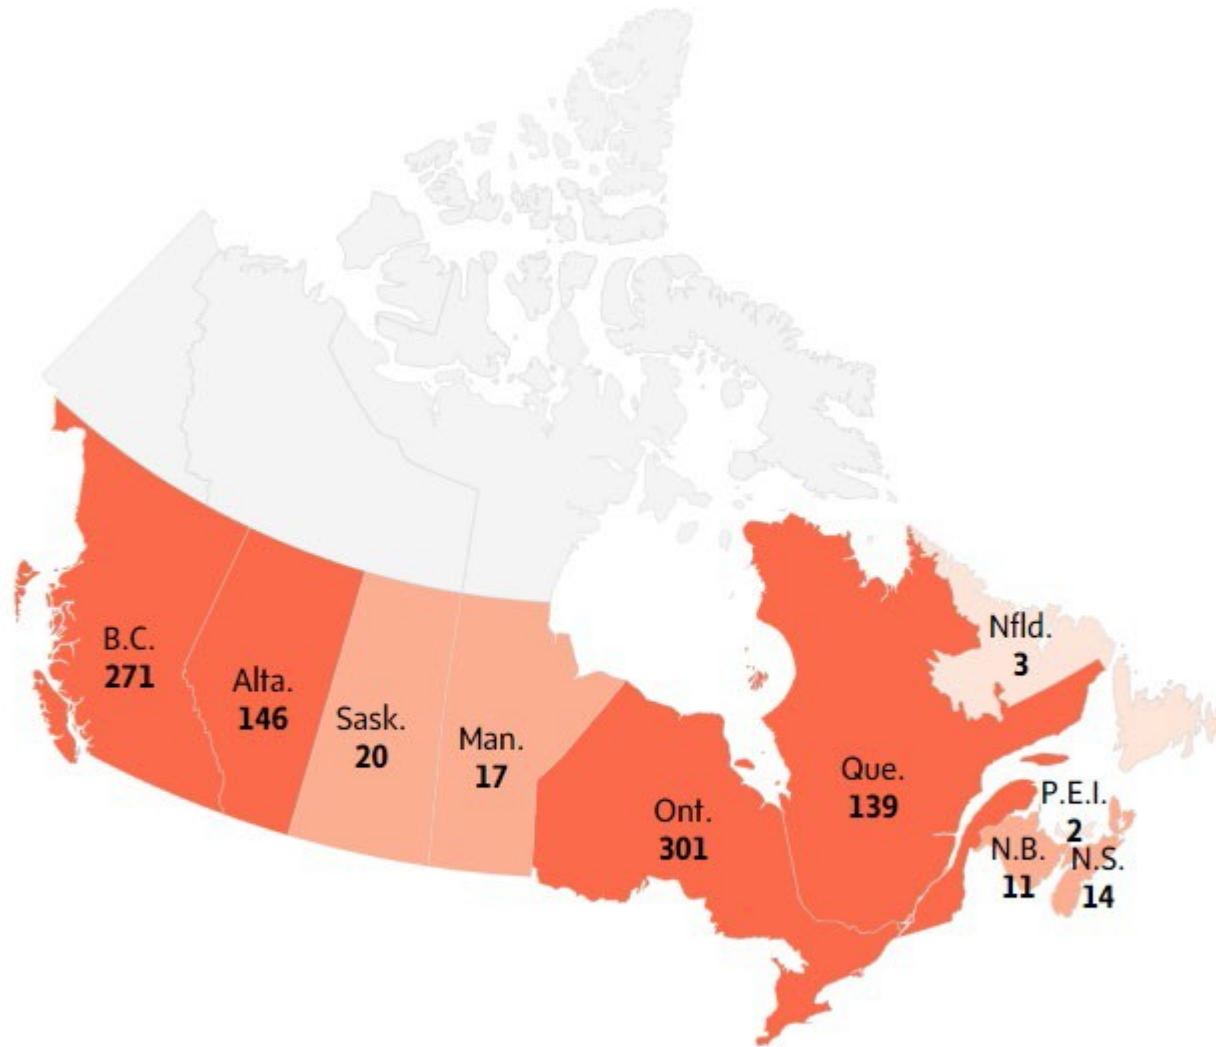 B.C.
271
Alta.
146
Sask.
20
Man.
17
Ont.
301
Que.
139
Nfld.
3
P.E.I.
2
N.B.
11
N.S.
14